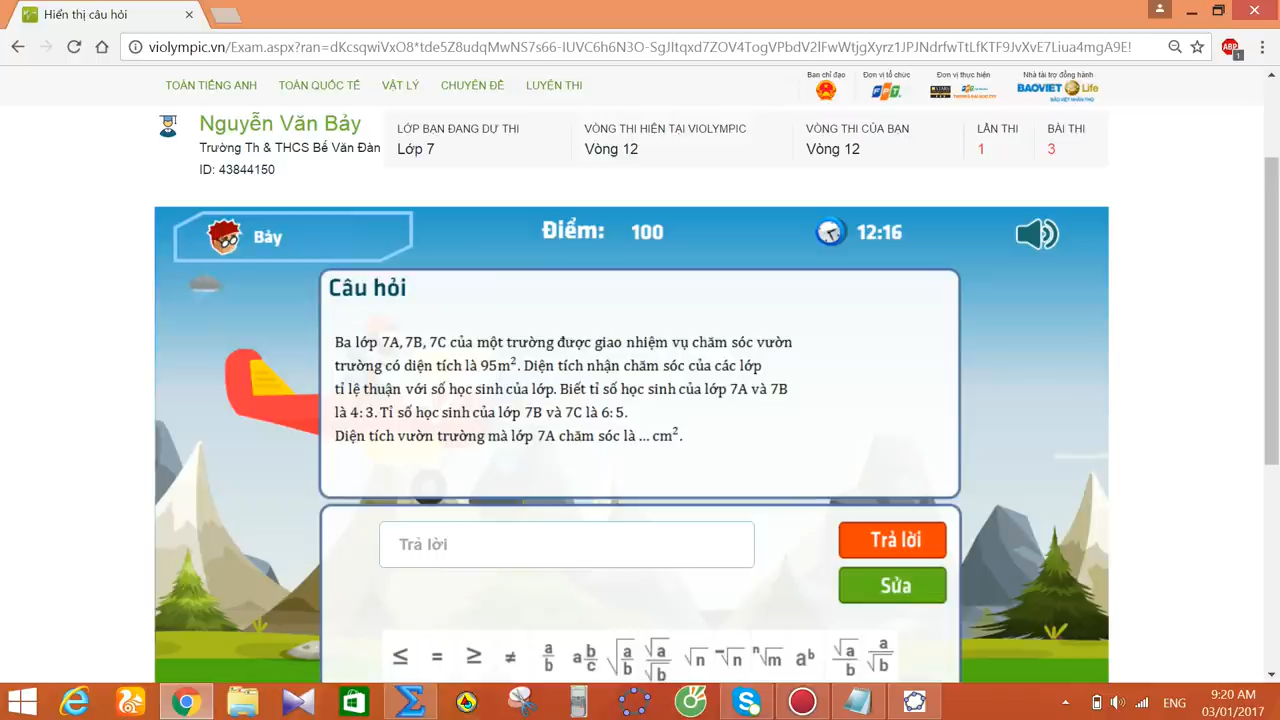 Hiển thị câu hỏi
violympic.vn/Exam.aspx?ran=dKcsqwiVxO8*tde5Z8udqMwNS7s66-IUVC6h6N3O-SgJItqxd7ZOV4TogVPbdV2IFwWtjgXyrz1JPJNdrfwTtLfKTF9JvXvE7Liua4mgA9E!
ABP
1
TOÁN TIẾNG ANH TOÁN QUỐC TẾ VẬT LÝ CHUYÊN ĐỀ LUYỆN THI
Ban chỉ đạo Đơn vị tổ chức Đơn vị thực hiện Nhà tài trợ đồng hành
FPT BAOVIET Life
Nguyễn Văn Bảy
Trường Th & THCS Bế Văn Đàn
ID: 43844150
LỚP BẠN ĐANG DỰ THI VÒNG THI HIỆN TẠI VIOLYMPIC VÒNG THI CỦA BẠN LẦN THI BÀI THI
Lớp 7 Vòng 12 Vòng 12 1 3
Bảy Điểm: 100 12:16
Câu hỏi
Ba lớp 7A, 7B, 7C của một trường được giao nhiệm vụ chăm sóc vườn
trường có diện tích là 95m². Diện tích nhận chăm sóc của các lớp
tỉ lệ thuận với số học sinh của lớp. Biết tỉ số học sinh của lớp 7A và 7B
là 4: 3. Tỉ số học sinh của lớp 7B và 7C là 6: 5.
Diện tích vườn trường mà lớp 7A chăm sóc là ... cm².
Trả lời
Trả lời
Sửa
≤ = ≥ ≠ a/b a b/c √(a/b) √a/√b √n -√n ⁿ√m aᵇ √a/b a/√b
ENG
9:20 AM
03/01/2017